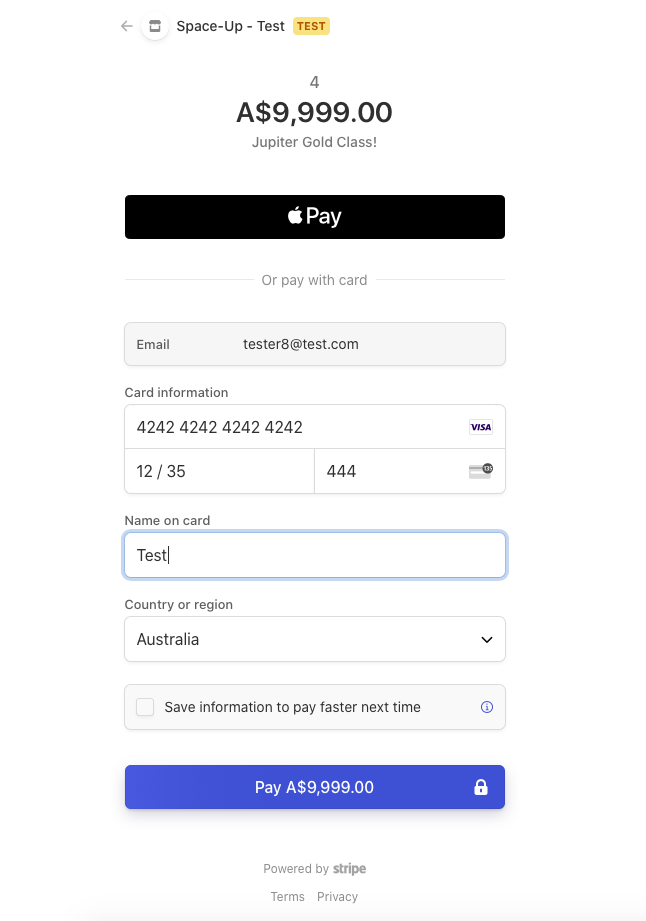 Space-Up - Test TEST
4
A$9,999.00
Jupiter Gold Class!
Pay
Or pay with card
Email tester8@test.com
Card information
4242 4242 4242 4242 VISA
12 / 35 444
Name on card
Test
Country or region
Australia
Save information to pay faster next time
Pay A$9,999.00
Powered by stripe
Terms Privacy